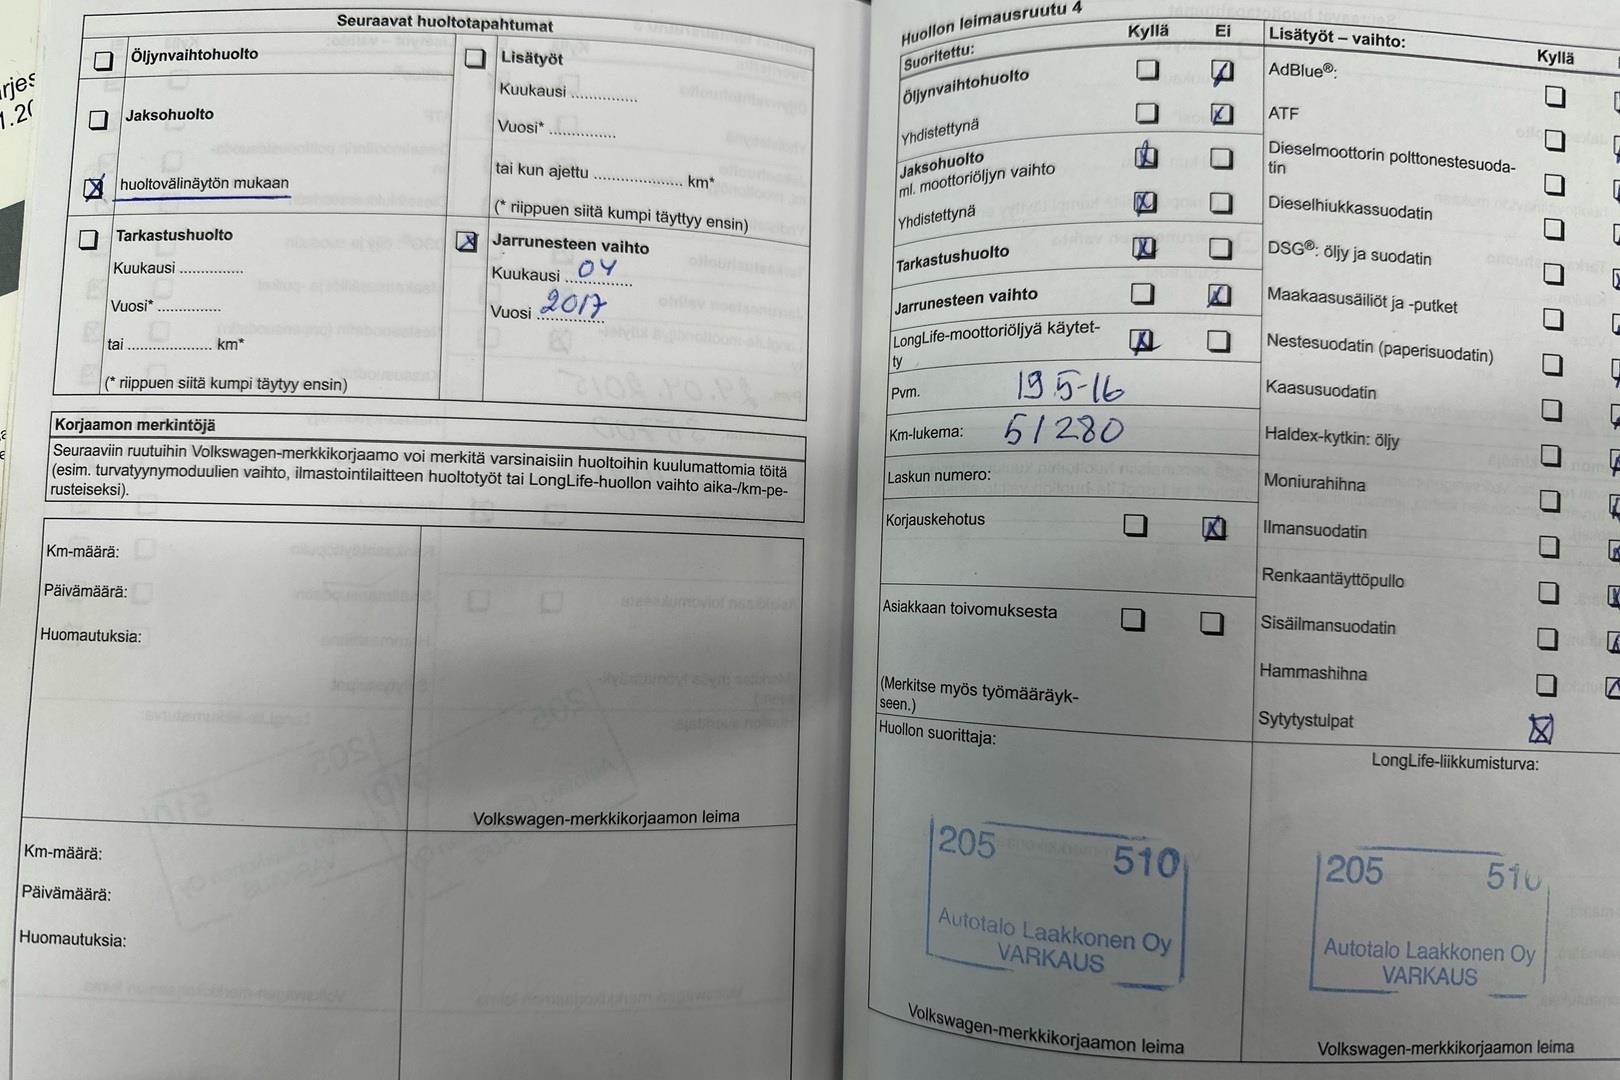 rjes
1.20
Seuraavat huoltotapahtumat
Öljynvaihtohuolto
Jaksohuolto
huoltovälinäytön mukaan
Lisätyöt
Kuukausi ..............
Vuosi* ..............
tai kun ajettu .................... km*
(* riippuen siitä kumpi täyttyy ensin)
Tarkastushuolto
Kuukausi ..............
Vuosi* ..............
tai ................... km*
(* riippuen siitä kumpi täytyy ensin)
Jarrunesteen vaihto
Kuukausi 04
Vuosi 2017
Korjaamon merkintöjä
Seuraaviin ruutuihin Volkswagen-merkkikorjaamo voi merkitä varsinaisiin huoltoihin kuulumattomia töitä
(esim. turvatyynymoduulien vaihto, ilmastointilaitteen huoltotyöt tai LongLife-huollon vaihto aika-/km-pe-
rusteiseksi).
Km-määrä:
Päivämäärä:
Huomautuksia:
Volkswagen-merkkikorjaamon leima
Km-määrä:
Päivämäärä:
Huomautuksia:
Huollon leimausruutu 4
Suoritettu:
Kyllä Ei
Öljynvaihtohuolto
Yhdistettynä
Jaksohuolto
ml. moottoriöljyn vaihto
Yhdistettynä
Tarkastushuolto
Jarrunesteen vaihto
LongLife-moottoriöljyä käytet-
ty
Pvm. 19.5-16
Km-lukema: 51280
Laskun numero:
Korjauskehotus
Asiakkaan toivomuksesta
(Merkitse myös työmääräyk-
seen.)
Huollon suorittaja:
205 510
Autotalo Laakkonen Oy
VARKAUS
Volkswagen-merkkikorjaamon leima
Lisätyöt – vaihto:
Kyllä
AdBlue®:
ATF
Dieselmoottorin polttonestesuoda-
tin
Dieselhiukkassuodatin
DSG®: öljy ja suodatin
Maakaasusäiliöt ja -putket
Nestesuodatin (paperisuodatin)
Kaasusuodatin
Haldex-kytkin: öljy
Moniurahihna
Ilmansuodatin
Renkaantäyttöpullo
Sisäilmansuodatin
Hammashihna
Sytytystulpat
LongLife-liikkumisturva:
205 510
Autotalo Laakkonen Oy
VARKAUS
Volkswagen-merkkikorjaamon leima